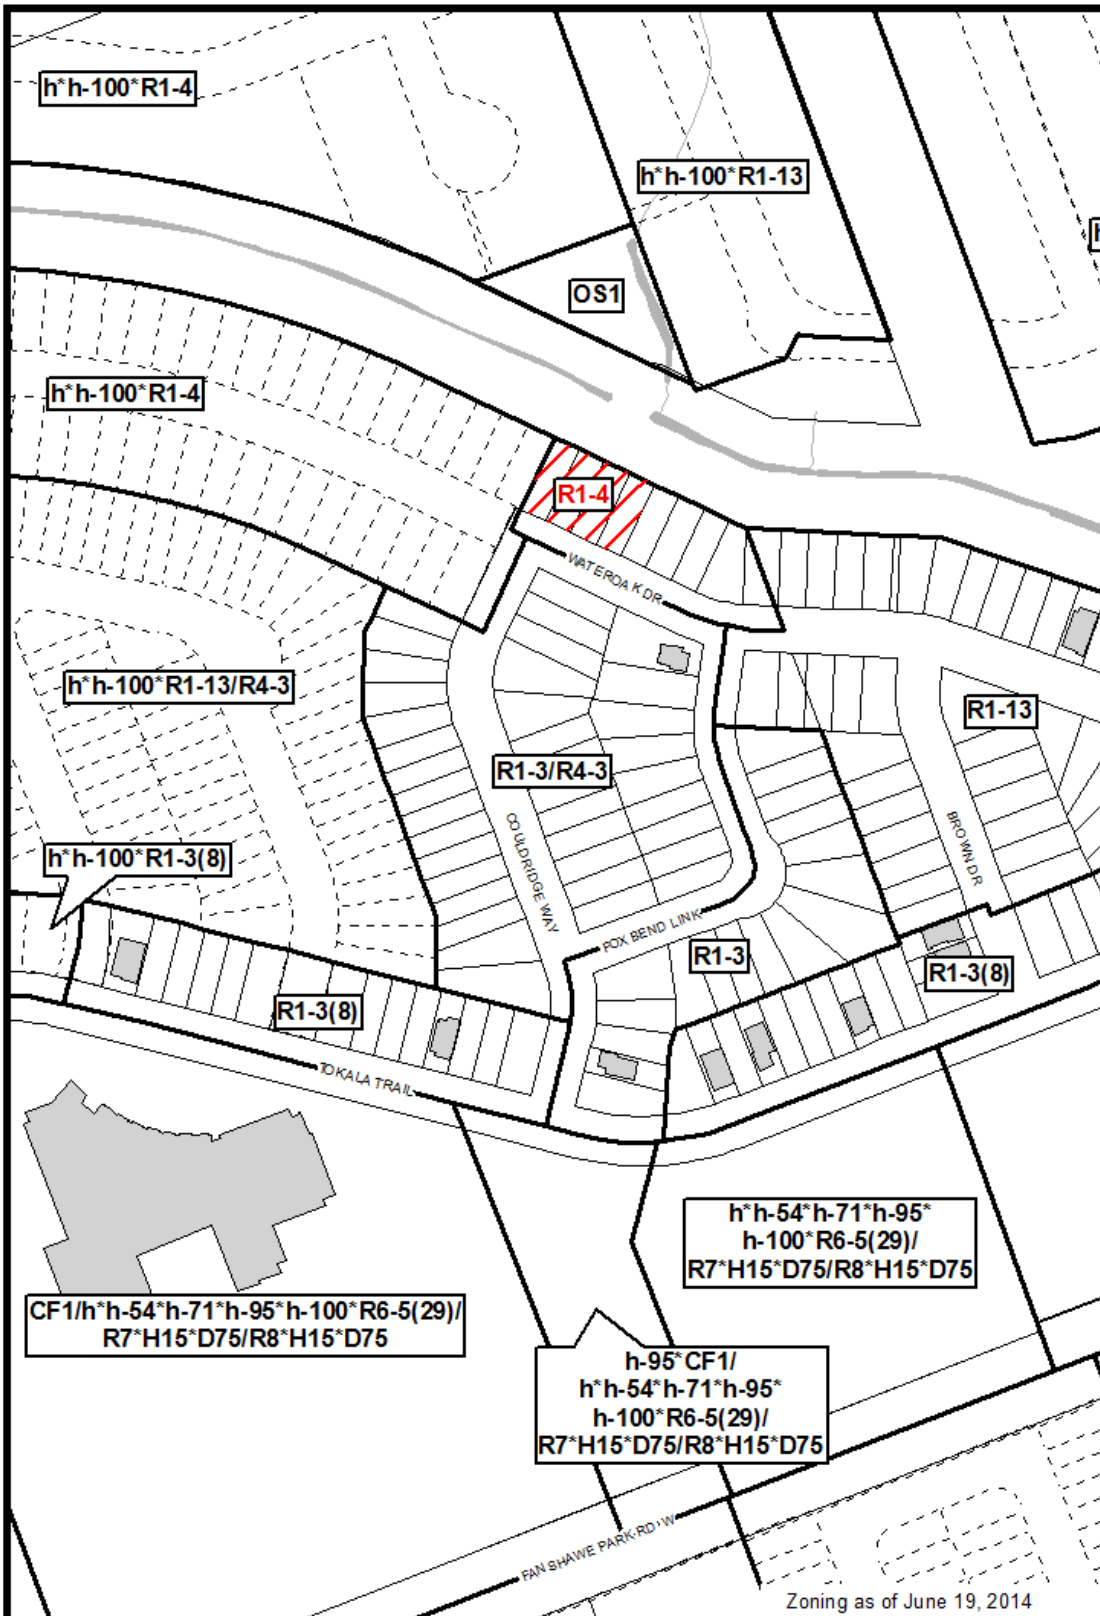 h*h-100*R1-4
h*h-100*R1-13
h
OS1
h*h-100*R1-4
R1-4
WATEROAK DR
h*h-100*R1-13/R4-3
R1-13
R1-3/R4-3
COULDRIDGE WAY
BROWN DR
h*h-100*R1-3(8)
FOX BEND LINK
R1-3
R1-3(8)
R1-3(8)
TOKALA TRAIL
h*h-54*h-71*h-95*
h-100*R6-5(29)/
R7*H15*D75/R8*H15*D75
CF1/h*h-54*h-71*h-95*h-100*R6-5(29)/
R7*H15*D75/R8*H15*D75
h-95*CF1/
h*h-54*h-71*h-95*
h-100*R6-5(29)/
R7*H15*D75/R8*H15*D75
FANSHAWE PARK RD W
Zoning as of June 19, 2014